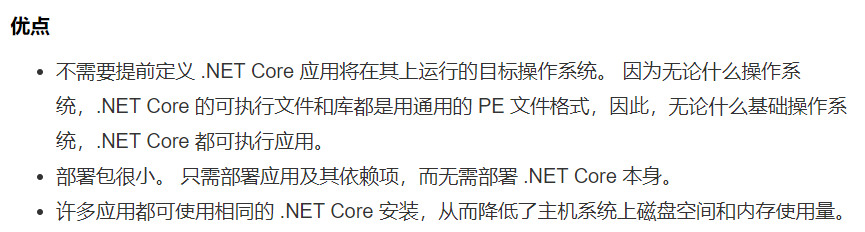 优点
• 不需要提前定义 .NET Core 应用将在其上运行的目标操作系统。 因为无论什么操作系
统，.NET Core 的可执行文件和库都是用通用的 PE 文件格式，因此，无论什么基础操作系
统，.NET Core 都可执行应用。
• 部署包很小。 只需部署应用及其依赖项，而无需部署 .NET Core 本身。
• 许多应用都可使用相同的 .NET Core 安装，从而降低了主机系统上磁盘空间和内存使用量。